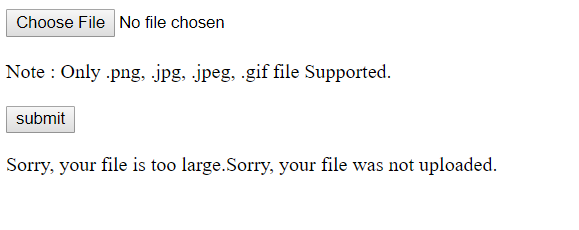 Choose File No file chosen
Note : Only .png, .jpg, .jpeg, .gif file Supported.
submit
Sorry, your file is too large.Sorry, your file was not uploaded.